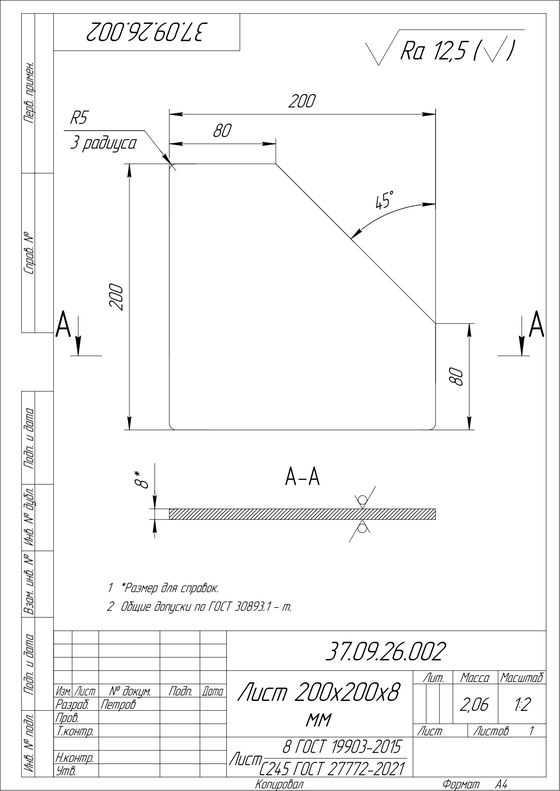 37.09.26.002
Ra 12,5 (√)
Перв. примен.
Справ. №
200
80
R5
3 радиуса
45°
200
80
А
А
А-А
8*
1 *Размер для справок.
2 Общие допуски по ГОСТ 30893.1 - m.
Подп. и дата
Инв. № дубл.
Взам. инв. №
Подп. и дата
Инв. № подл.
37.09.26.002
Изм. Лист № докум. Подп. Дата
Разраб. Петров
Пров.
Т.контр.
Н.контр.
Утв.
Лист 200x200x8
мм
Лит. Масса Масштаб
2,06 1:2
Лист Листов 1
Лист 8 ГОСТ 19903-2015
С245 ГОСТ 27772-2021
Копировал Формат А4